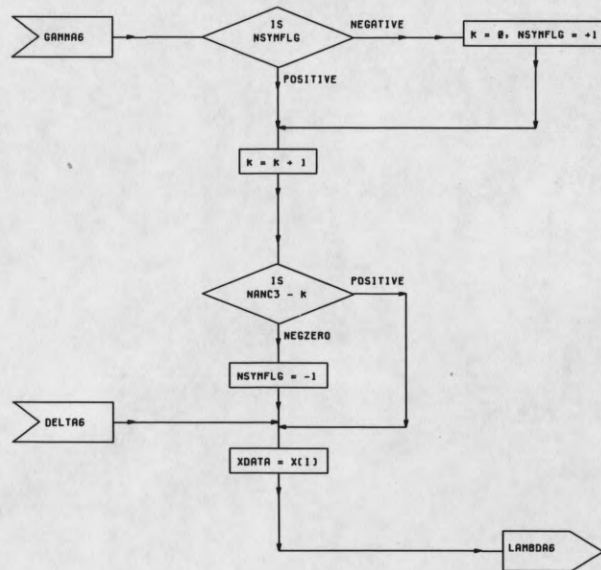 GAMMA6
IS
NSYMFLG
NEGATIVE
K = 0, NSYMFLG = +1
POSITIVE
K = K + 1
IS
NANC3 - K
POSITIVE
NEGZERO
NSYMFLG = -1
DELTA6
XDATA = X(I)
LAMBDA6